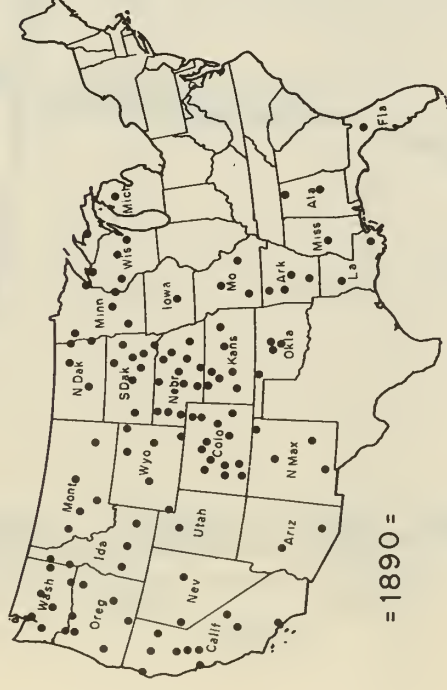 Wash
Mont
N Dak
Minn
Wis
Mich
Oreg
Ida
Wyo
S Dak
Iowa
Nebr
Nev
Utah
Colo
Kans
Mo
Calif
Ariz
N Max
Okla
Ark
Miss
Ala
La
Fla
=1890=